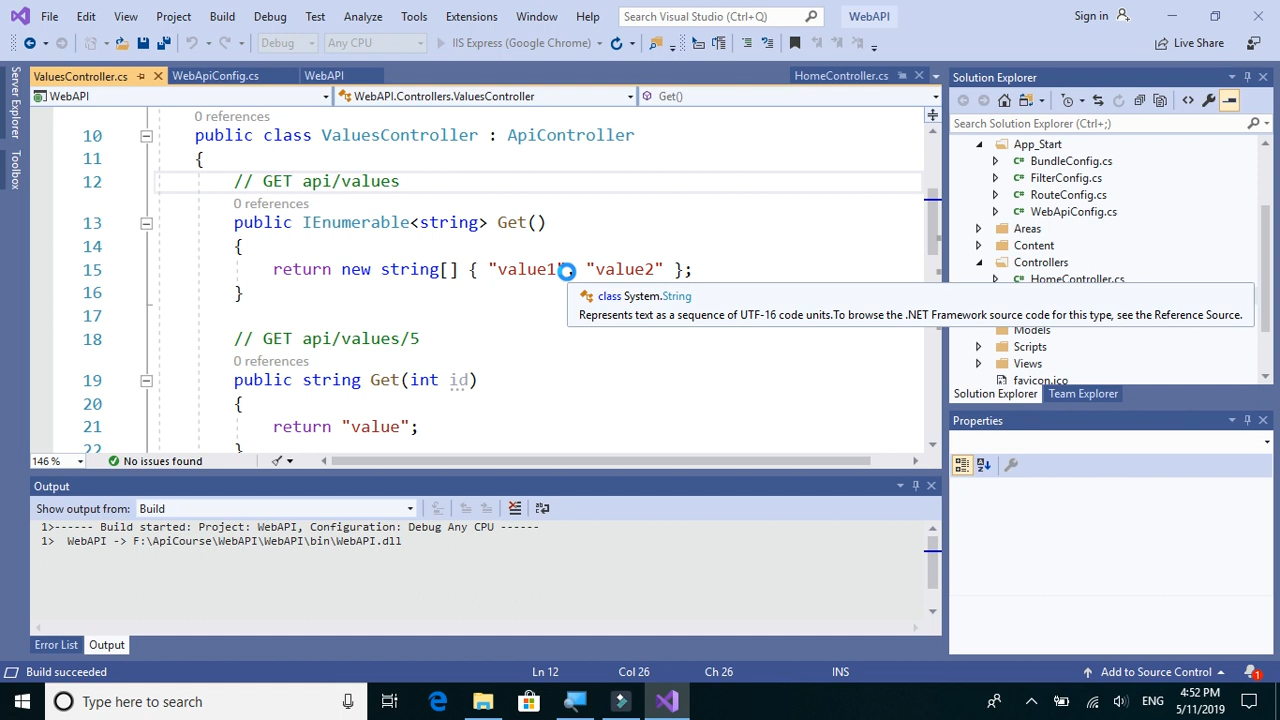 File Edit View Project Build Debug Test Analyze Tools Extensions Window Help Search Visual Studio (Ctrl+Q) WebAPI Sign in
Debug Any CPU IIS Express (Google Chrome) Live Share
Server Explorer
Toolbox
ValuesController.cs WebApiConfig.cs WebAPI HomeController.cs
WebAPI WebAPI.Controllers.ValuesController Get()
0 references
10 public class ValuesController : ApiController
11 {
12 // GET api/values
0 references
13 public IEnumerable<string> Get()
14 {
15 return new string[] { "value1", "value2" };
class System.String
Represents text as a sequence of UTF-16 code units.To browse the .NET Framework source code for this type, see the Reference Source.
16 }
17
18 // GET api/values/5
0 references
19 public string Get(int id)
20 {
21 return "value";
22 }
146 % No issues found
Output
Show output from: Build
1>------ Build started: Project: WebAPI, Configuration: Debug Any CPU ------
1> WebAPI -> F:\ApiCourse\WebAPI\WebAPI\bin\WebAPI.dll
Error List Output
Solution Explorer
Search Solution Explorer (Ctrl+;)
App_Start
C# BundleConfig.cs
C# FilterConfig.cs
C# RouteConfig.cs
C# WebApiConfig.cs
Areas
Content
Controllers
HomeController.cs
Models
Scripts
Views
favicon.ico
Solution Explorer Team Explorer
Properties
Build succeeded Ln 12 Col 26 Ch 26 INS Add to Source Control 1
Type here to search ENG 4:52 PM
5/11/2019